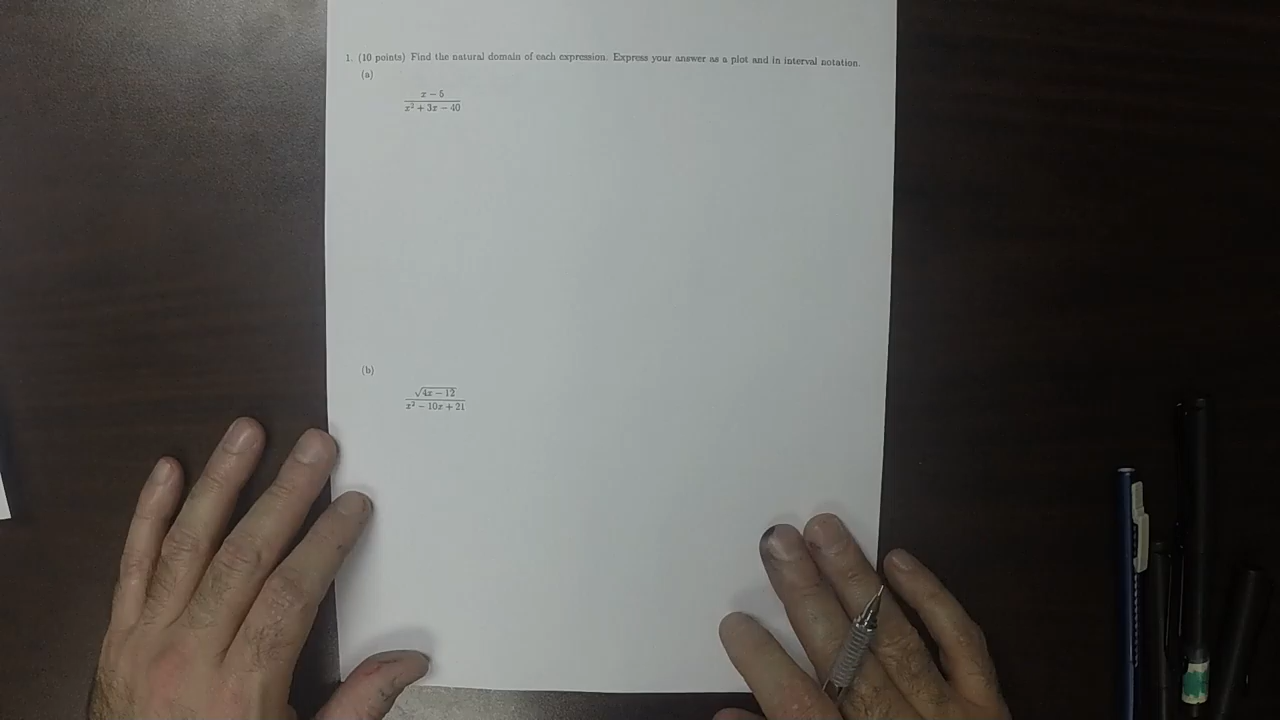 1. (10 points) Find the natural domain of each expression. Express your answer as a plot and in interval notation.
(a)
x − 5
x² + 3x − 40
(b)
√4x − 12
x² − 10x + 21